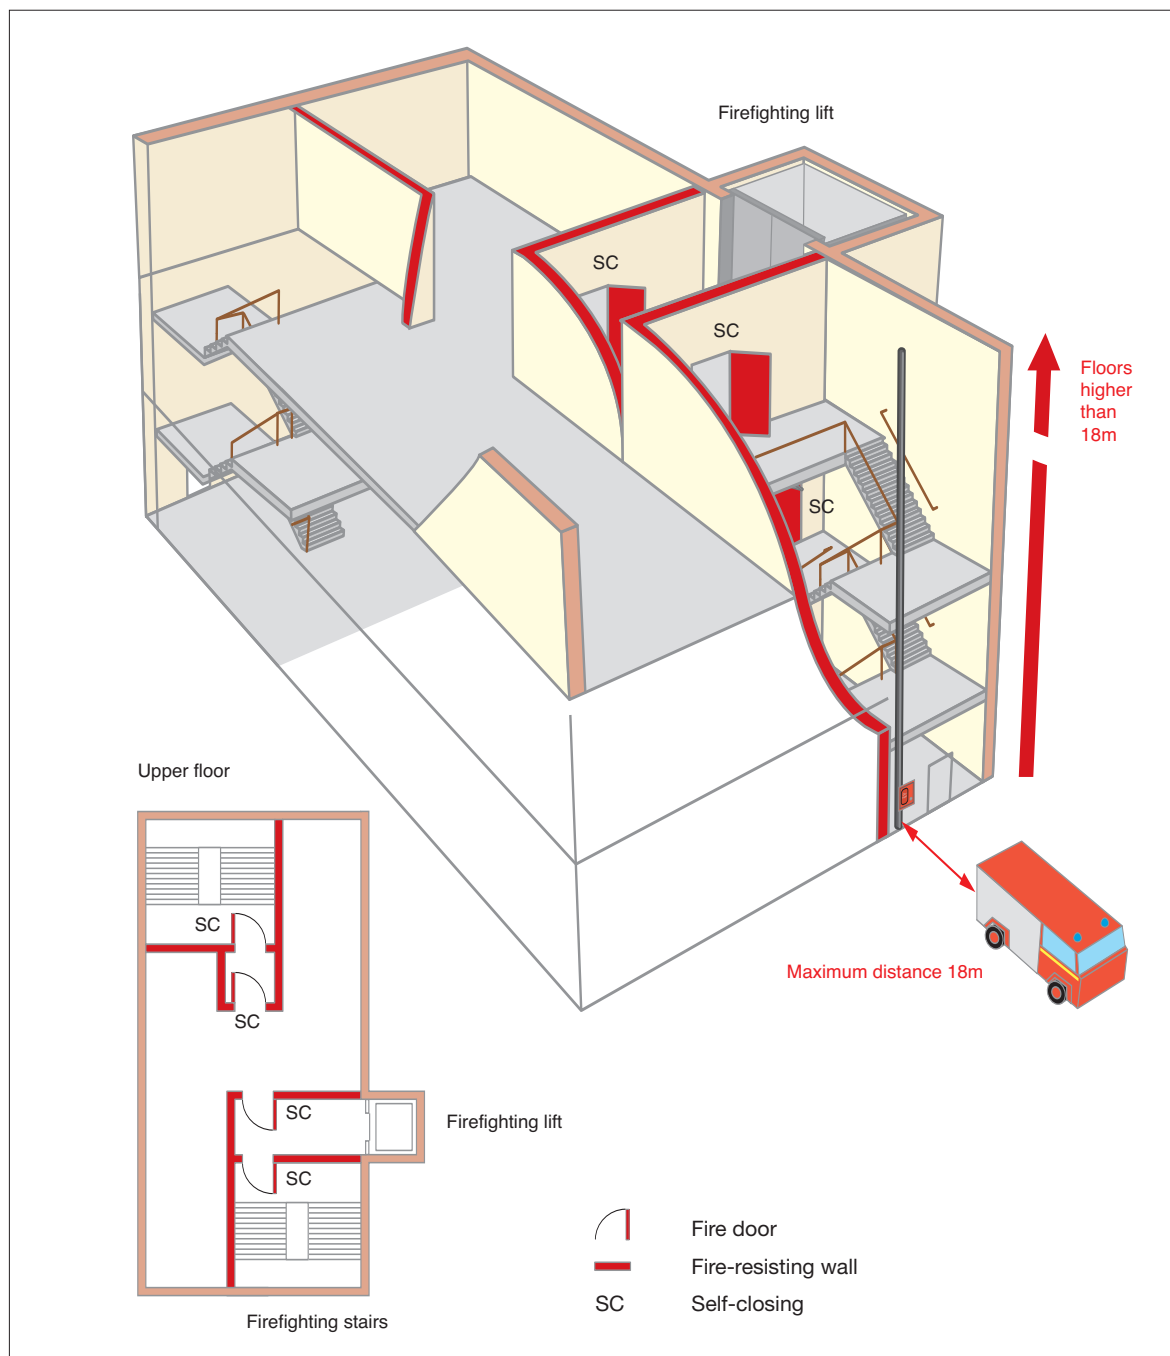 Firefighting lift
SC
SC
Floors
higher
than
18m
SC
Upper floor
Maximum distance 18m
SC
SC
SC
Firefighting lift
SC
Fire door
Fire-resisting wall
SC Self-closing
Firefighting stairs